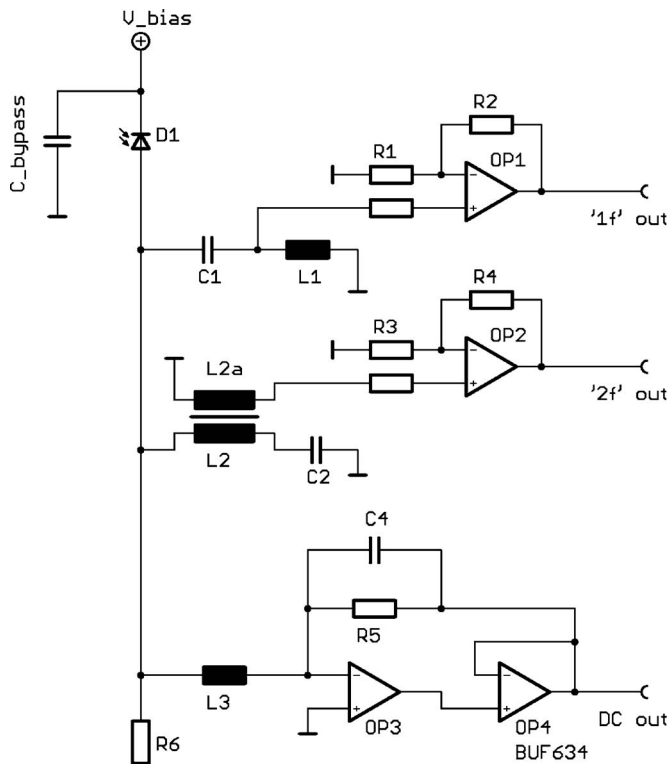 V_bias
C_bypass
D1
R2
R1
OP1
'1f' out
C1
L1
R4
R3
OP2
'2f' out
L2a
L2
C2
C4
R5
L3
OP3
OP4
BUF634
DC out
R6